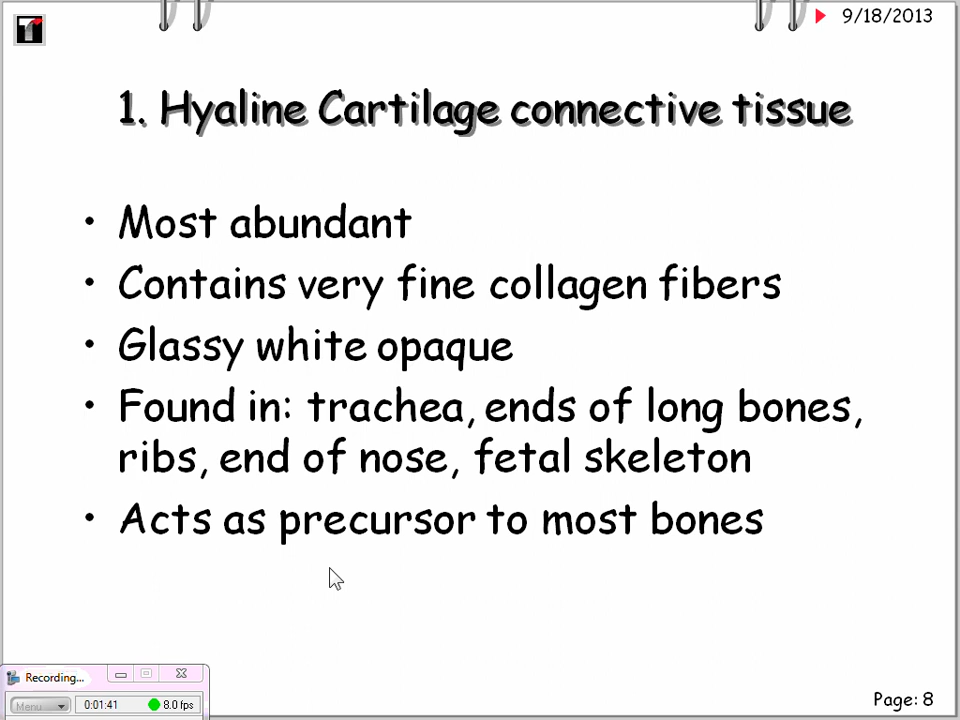 9/18/2013
1. Hyaline Cartilage connective tissue
• Most abundant
• Contains very fine collagen fibers
• Glassy white opaque
• Found in: trachea, ends of long bones,
ribs, end of nose, fetal skeleton
• Acts as precursor to most bones
Recording...
Menu
0:01:41
8.0 fps
Page: 8